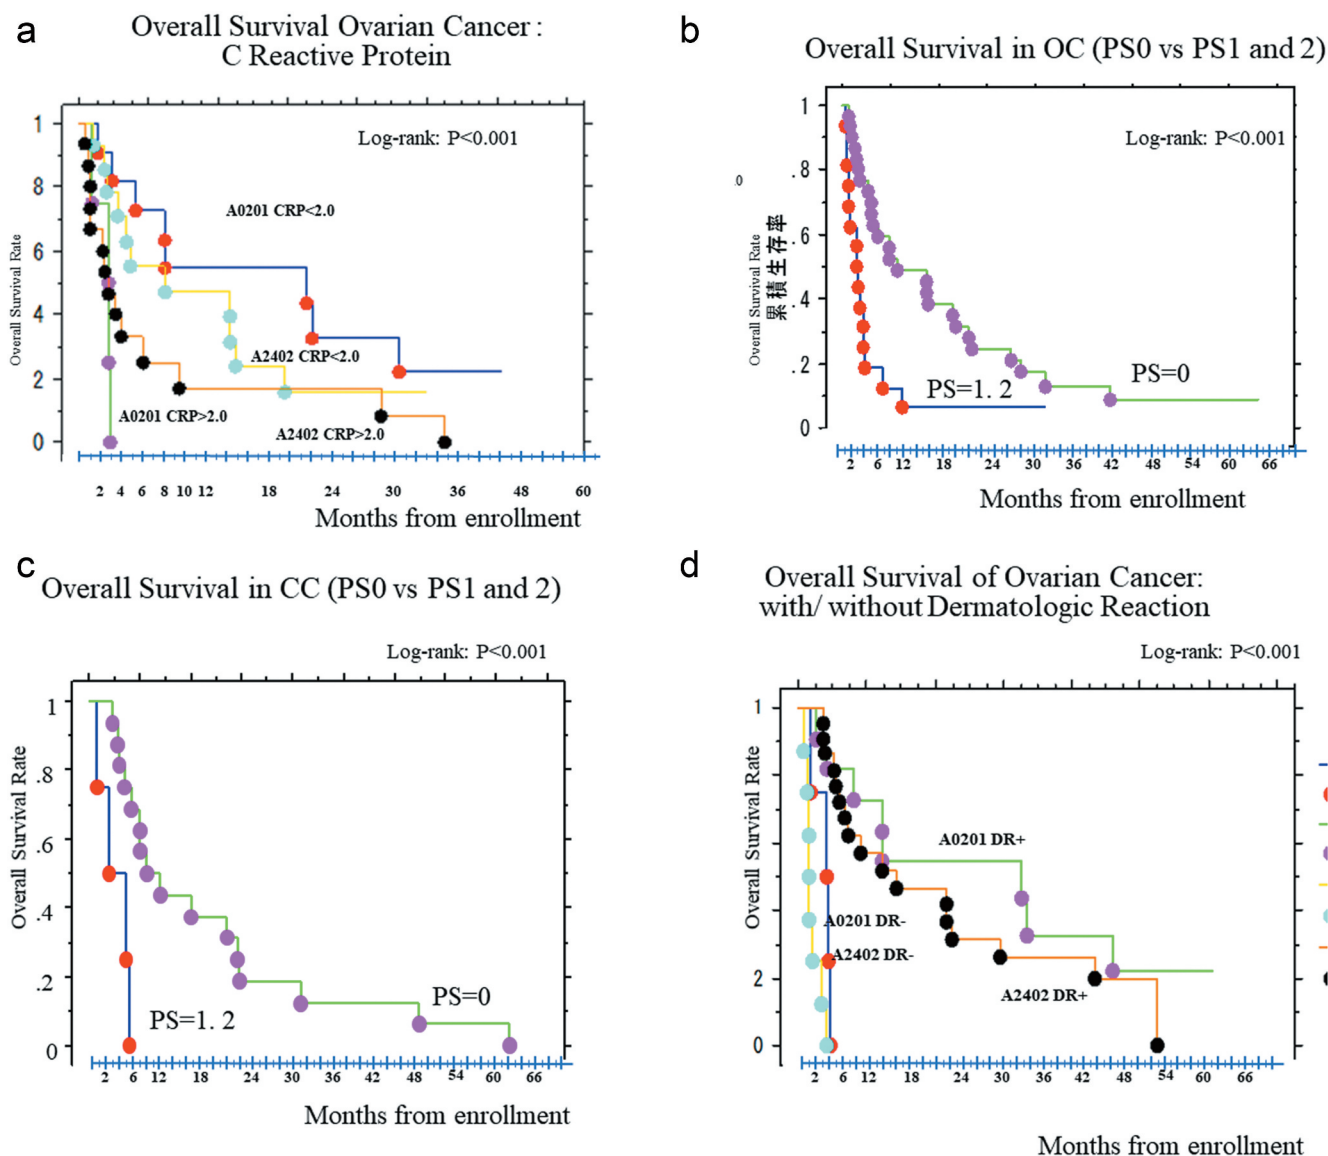 a
Overall Survival Ovarian Cancer :
C Reactive Protein
Log-rank: P<0.001
Overall Survival Rate
1
8
6
4
2
0
A0201 CRP<2.0
A2402 CRP<2.0
A0201 CRP>2.0
A2402 CRP>2.0
2 4 6 8 10 12 18 24 30 36 48 60
Months from enrollment
b
Overall Survival in OC (PS0 vs PS1 and 2)
Log-rank: P<0.001
.0
Overall Survival Rate
累積生存率
1
.8
.6
.4
.2
0
PS=1. 2
PS=0
2 6 12 18 24 30 36 42 48 54 60 66
Months from enrollment
c
Overall Survival in CC (PS0 vs PS1 and 2)
Log-rank: P<0.001
Overall Survival Rate
1
.8
.6
.4
.2
0
PS=1. 2
PS=0
2 6 12 18 24 30 36 42 48 54 60 66
Months from enrollment
d
Overall Survival of Ovarian Cancer:
with/ without Dermatologic Reaction
Log-rank: P<0.001
Overall Survival Rate
1
.8
.6
.4
2
0
A0201 DR+
A0201 DR-
A2402 DR-
A2402 DR+
2 6 12 18 24 30 36 42 48 54 60 66
Months from enrollment